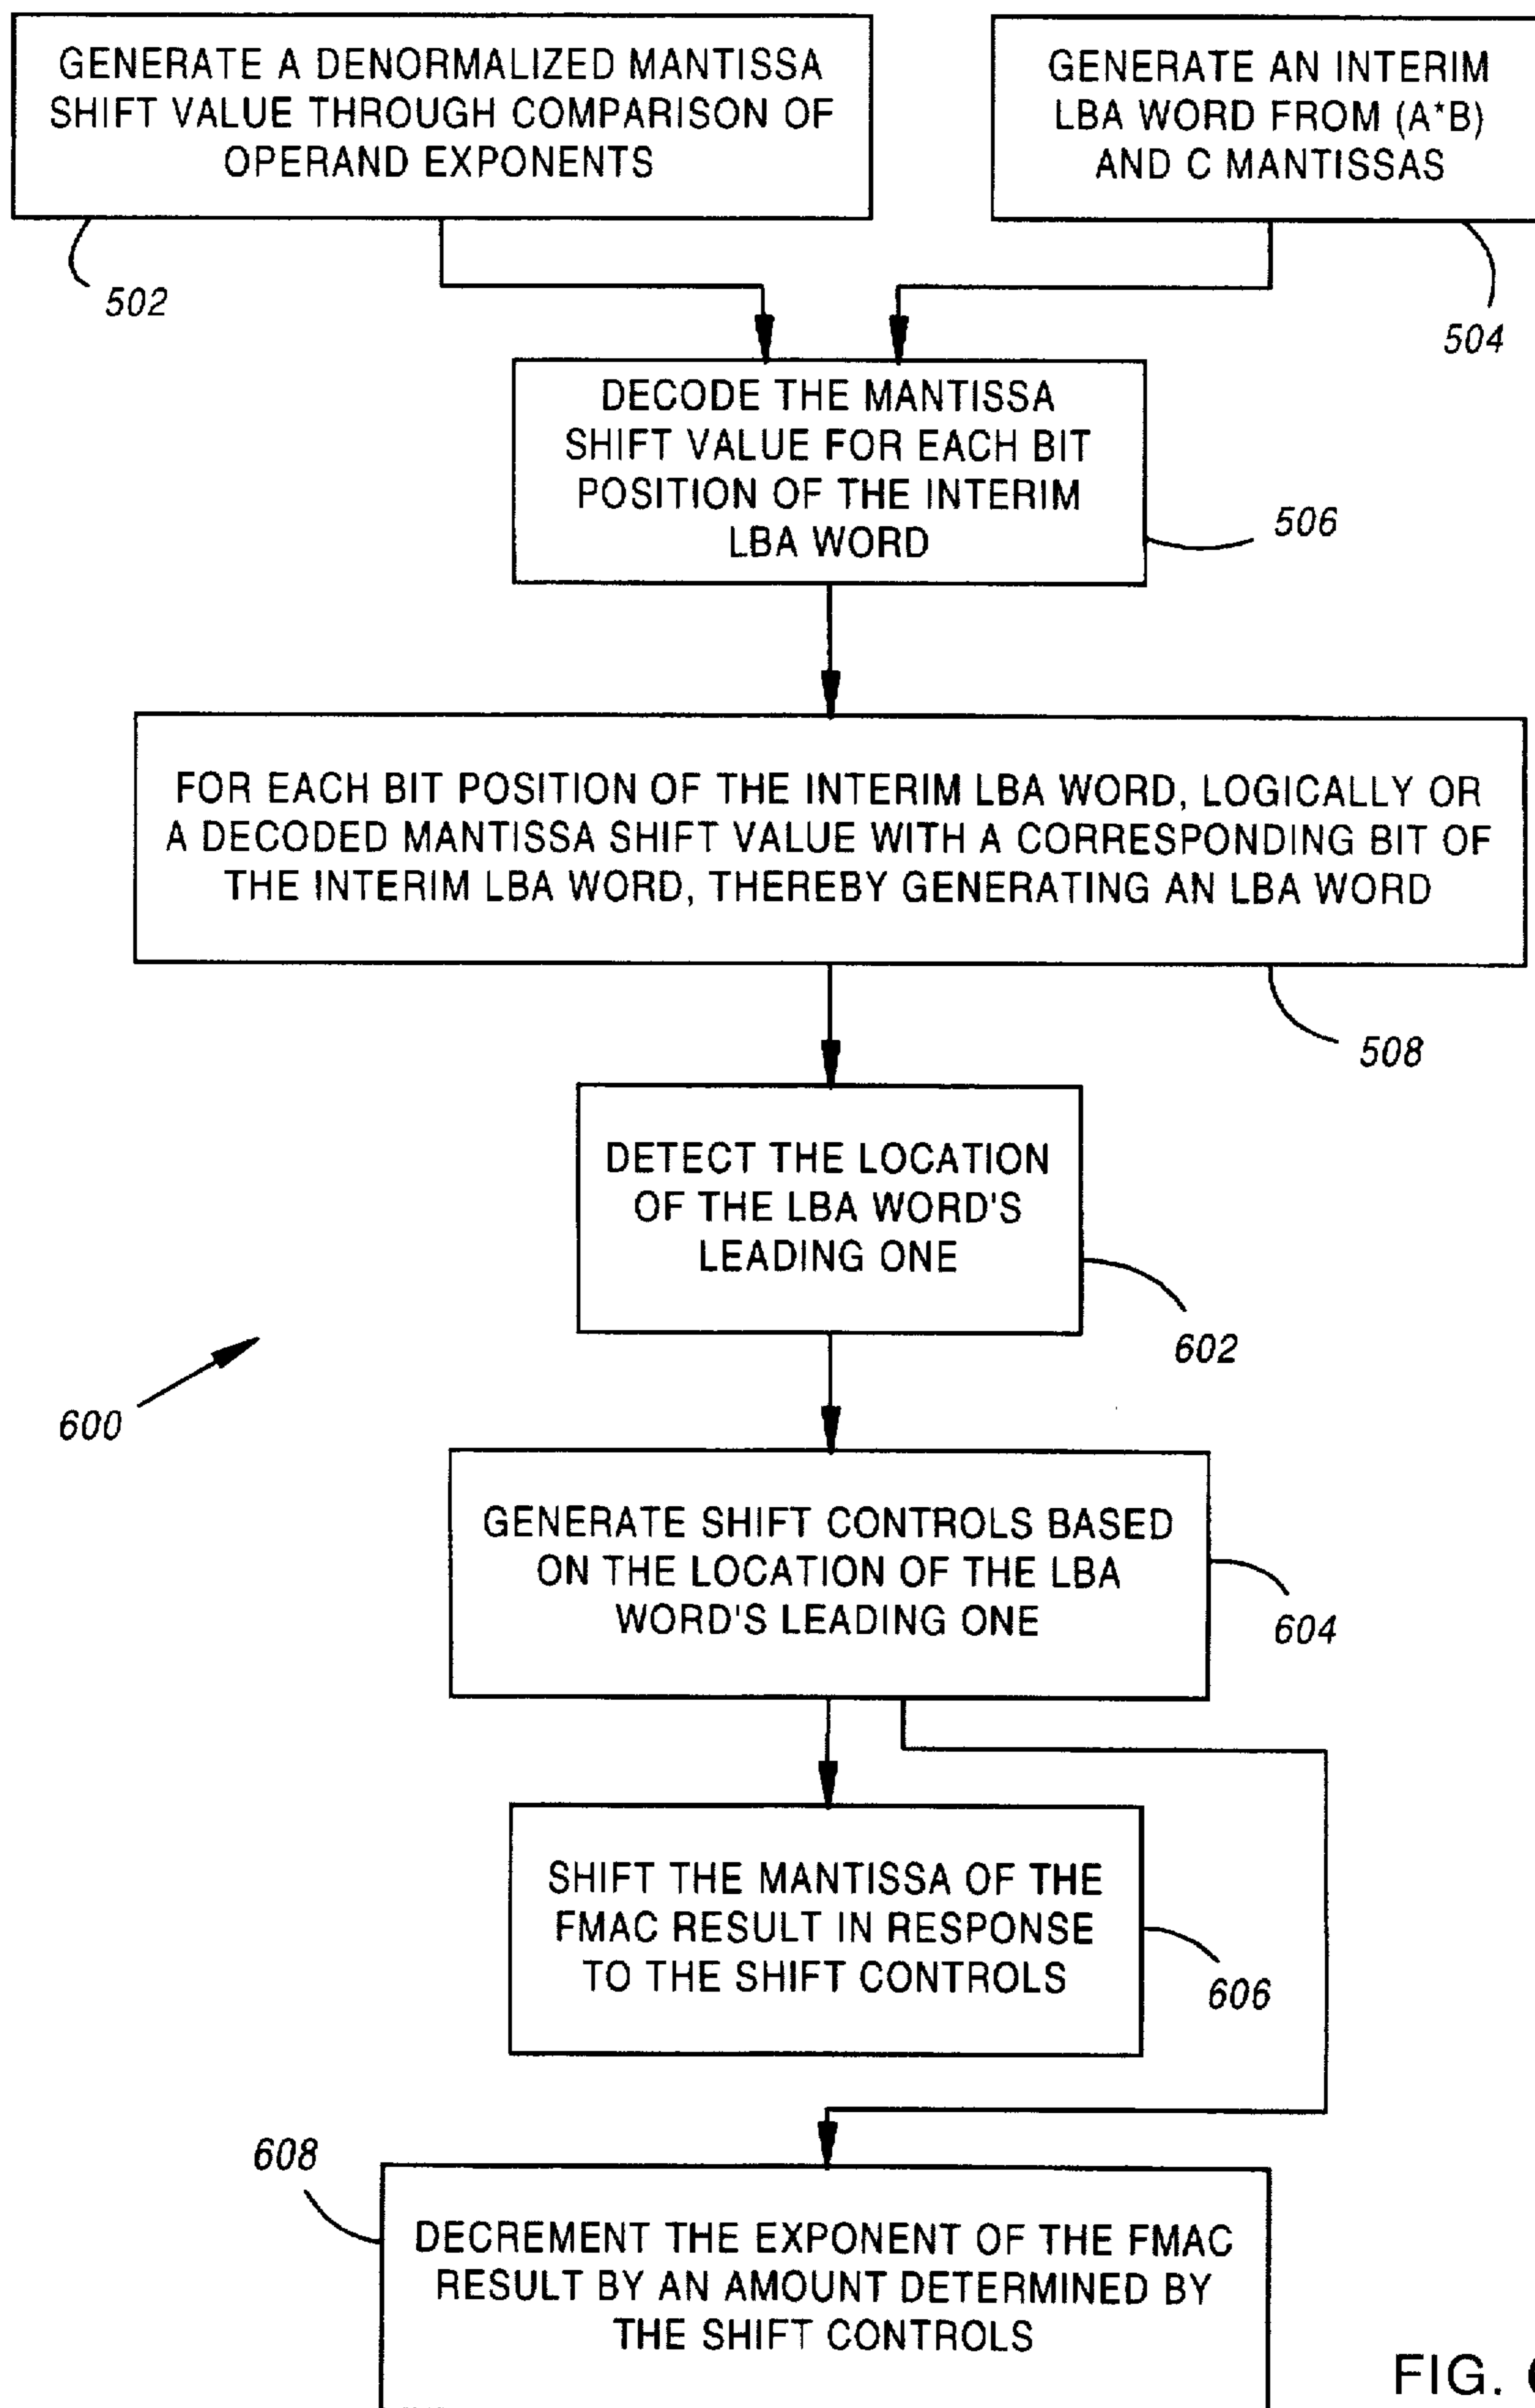 GENERATE A DENORMALIZED MANTISSA
SHIFT VALUE THROUGH COMPARISON OF
OPERAND EXPONENTS
502
GENERATE AN INTERIM
LBA WORD FROM (A*B)
AND C MANTISSAS
504
DECODE THE MANTISSA
SHIFT VALUE FOR EACH BIT
POSITION OF THE INTERIM
LBA WORD
506
FOR EACH BIT POSITION OF THE INTERIM LBA WORD, LOGICALLY OR
A DECODED MANTISSA SHIFT VALUE WITH A CORRESPONDING BIT OF
THE INTERIM LBA WORD, THEREBY GENERATING AN LBA WORD
508
DETECT THE LOCATION
OF THE LBA WORD'S
LEADING ONE
602
600
GENERATE SHIFT CONTROLS BASED
ON THE LOCATION OF THE LBA
WORD'S LEADING ONE
604
SHIFT THE MANTISSA OF THE
FMAC RESULT IN RESPONSE
TO THE SHIFT CONTROLS
606
608
DECREMENT THE EXPONENT OF THE FMAC
RESULT BY AN AMOUNT DETERMINED BY
THE SHIFT CONTROLS
FIG.